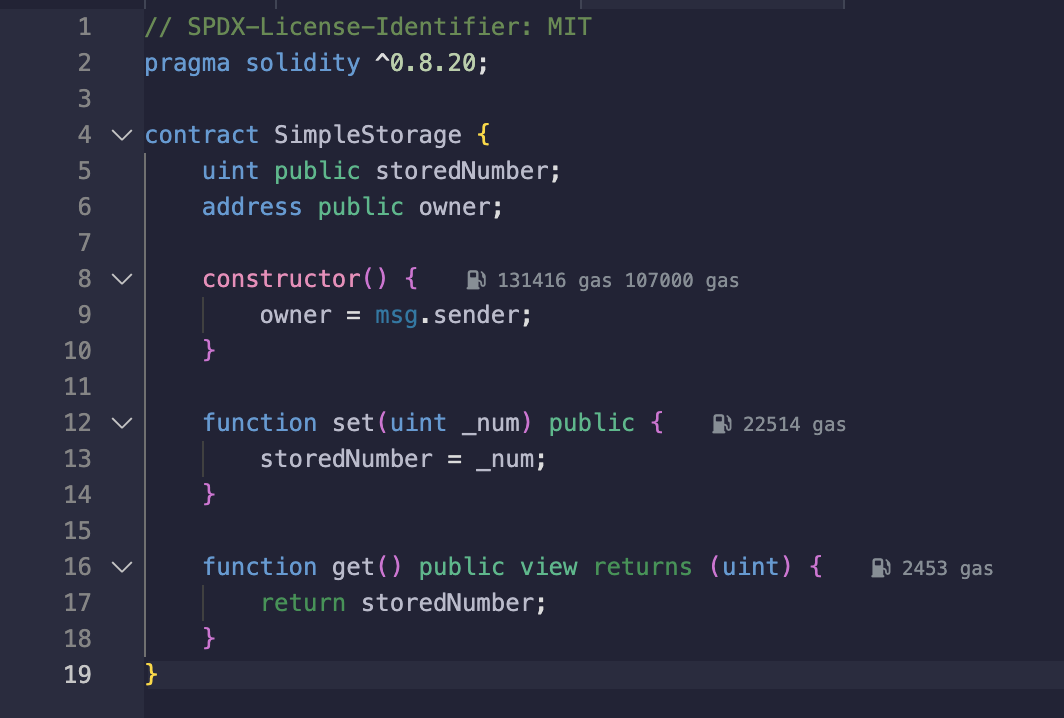 1 // SPDX-License-Identifier: MIT
2 pragma solidity ^0.8.20;
3
4 contract SimpleStorage {
5     uint public storedNumber;
6     address public owner;
7
8     constructor() { 131416 gas 107000 gas
9         owner = msg.sender;
10     }
11
12     function set(uint _num) public { 22514 gas
13         storedNumber = _num;
14     }
15
16     function get() public view returns (uint) { 2453 gas
17         return storedNumber;
18     }
19 }